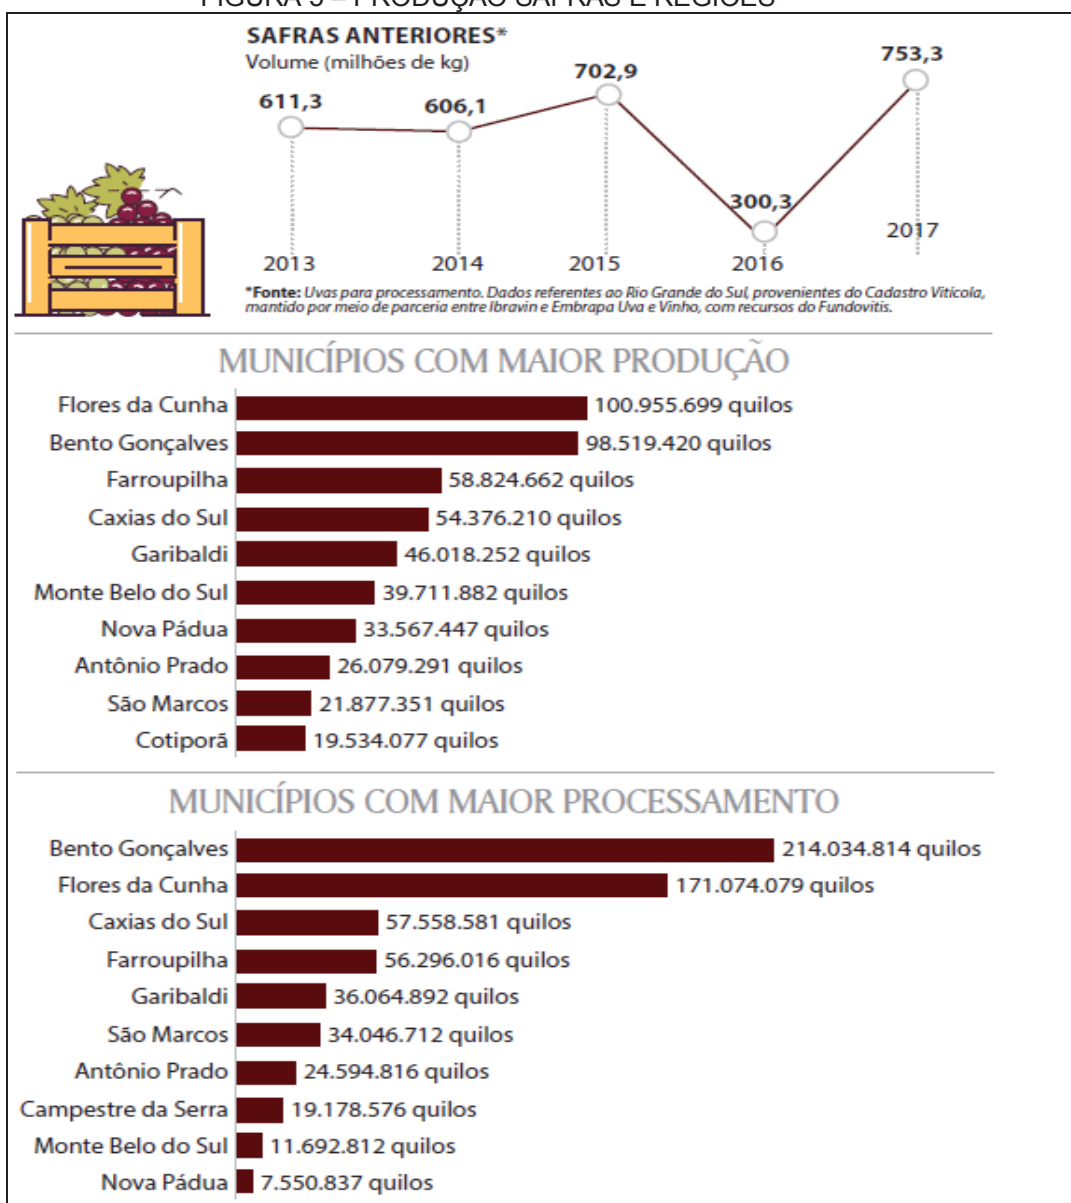 FIGURA 5 – PRODUÇÃO SAFRAS E REGIÕES
SAFRAS ANTERIORES*
Volume (milhões de kg)
611,3
606,1
702,9
300,3
753,3
2013
2014
2015
2016
2017
*Fonte: Uvas para processamento. Dados referentes ao Rio Grande do Sul, provenientes do Cadastro Vitícola,
mantido por meio de parceria entre Ibravin e Embrapa Uva e Vinho, com recursos do Fundovitis.
MUNICÍPIOS COM MAIOR PRODUÇÃO
Flores da Cunha 100.955.699 quilos
Bento Gonçalves 98.519.420 quilos
Farroupilha 58.824.662 quilos
Caxias do Sul 54.376.210 quilos
Garibaldi 46.018.252 quilos
Monte Belo do Sul 39.711.882 quilos
Nova Pádua 33.567.447 quilos
Antônio Prado 26.079.291 quilos
São Marcos 21.877.351 quilos
Cotiporã 19.534.077 quilos
MUNICÍPIOS COM MAIOR PROCESSAMENTO
Bento Gonçalves 214.034.814 quilos
Flores da Cunha 171.074.079 quilos
Caxias do Sul 57.558.581 quilos
Farroupilha 56.296.016 quilos
Garibaldi 36.064.892 quilos
São Marcos 34.046.712 quilos
Antônio Prado 24.594.816 quilos
Campestre da Serra 19.178.576 quilos
Monte Belo do Sul 11.692.812 quilos
Nova Pádua 7.550.837 quilos